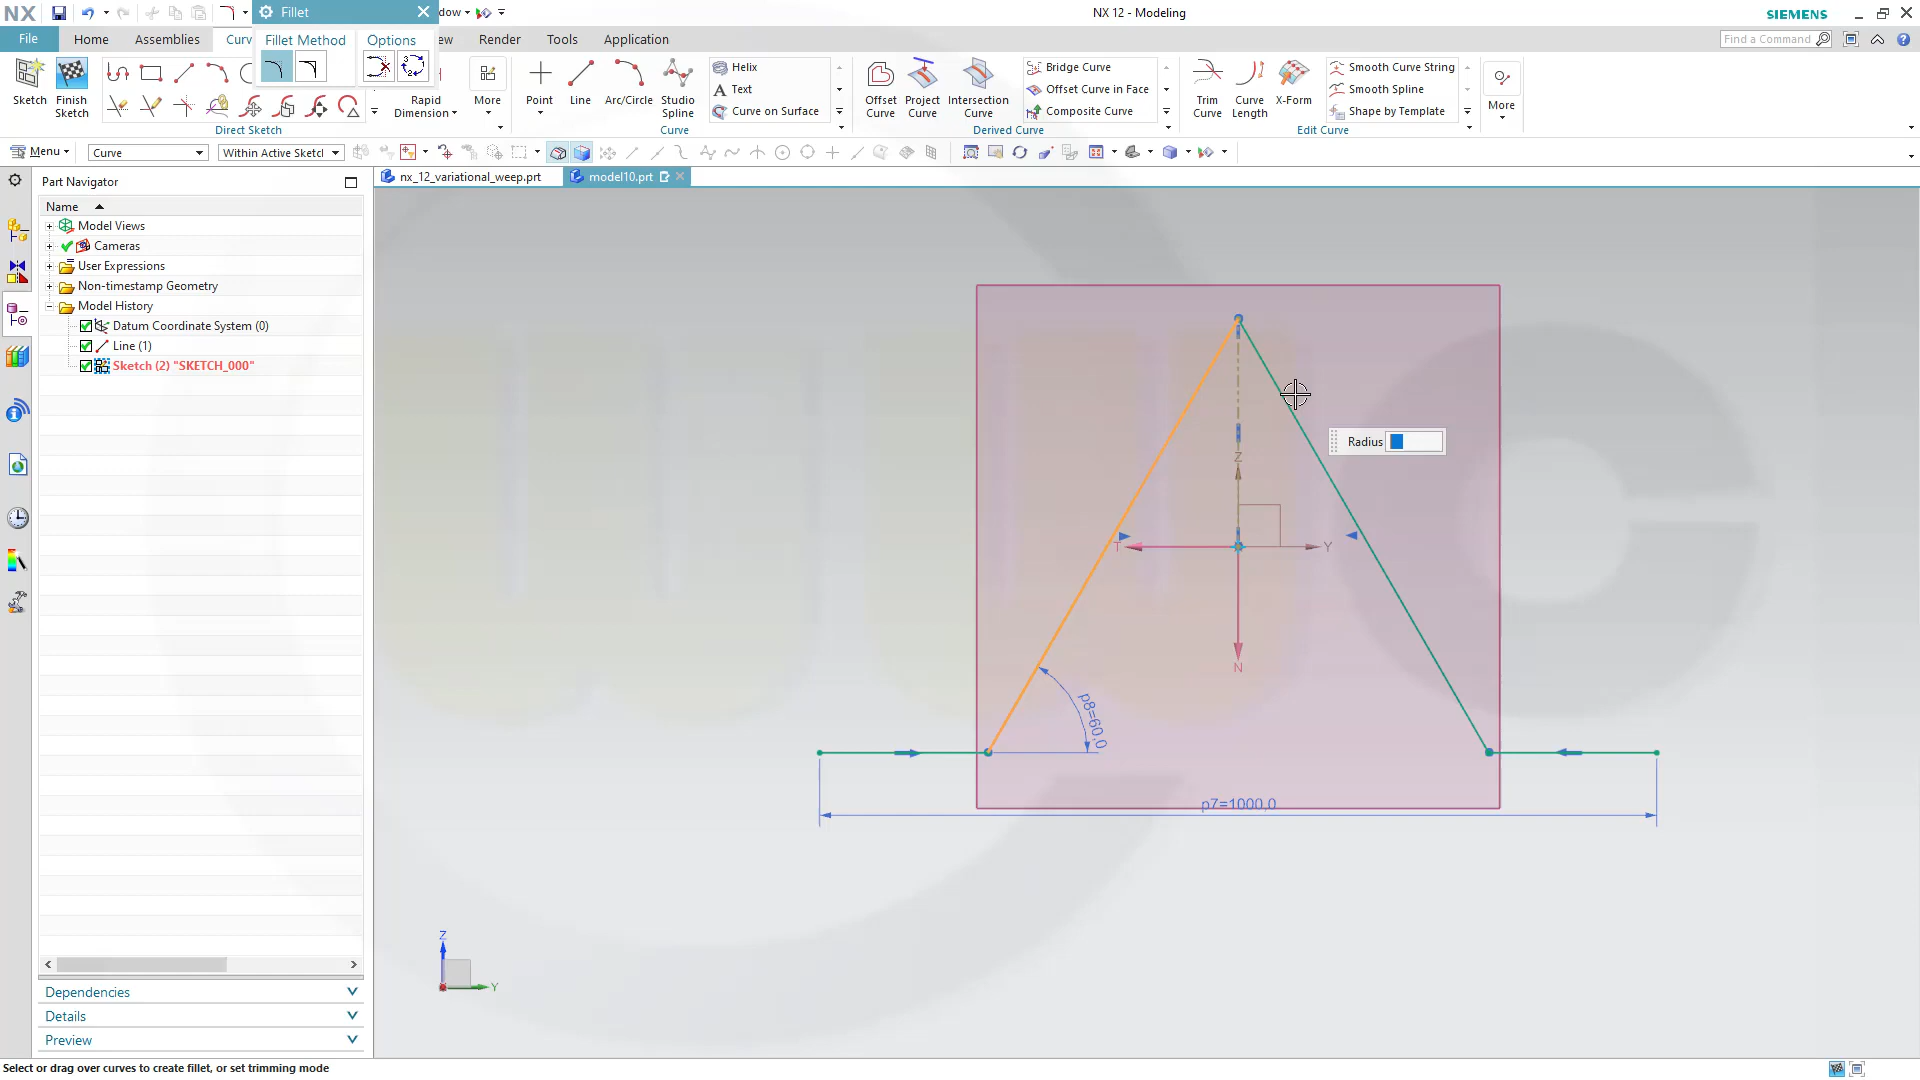 NX
Fillet
dow
NX 12 - Modeling
SIEMENS
File
Home
Assemblies
Curv
Fillet Method
Options
ew
Render
Tools
Application
Find a Command
Sketch
Finish Sketch
Direct Sketch
Rapid Dimension
More
Point
Line
Arc/Circle
Studio Spline
Helix
Text
Curve on Surface
Curve
Offset Curve
Project Curve
Intersection Curve
Bridge Curve
Offset Curve in Face
Composite Curve
Derived Curve
Trim Curve
Curve Length
X-Form
Smooth Curve String
Smooth Spline
Shape by Template
Edit Curve
More
Menu
Curve
Within Active Sketcl
Part Navigator
nx_12_variational_weep.prt
model10.prt
Name
Model Views
Cameras
User Expressions
Non-timestamp Geometry
Model History
Datum Coordinate System (0)
Line (1)
Sketch (2) "SKETCH_000"
Radius
Z
T
Y
N
p8=60,0
p7=1000,0
Z
Y
Dependencies
Details
Preview
Select or drag over curves to create fillet, or set trimming mode